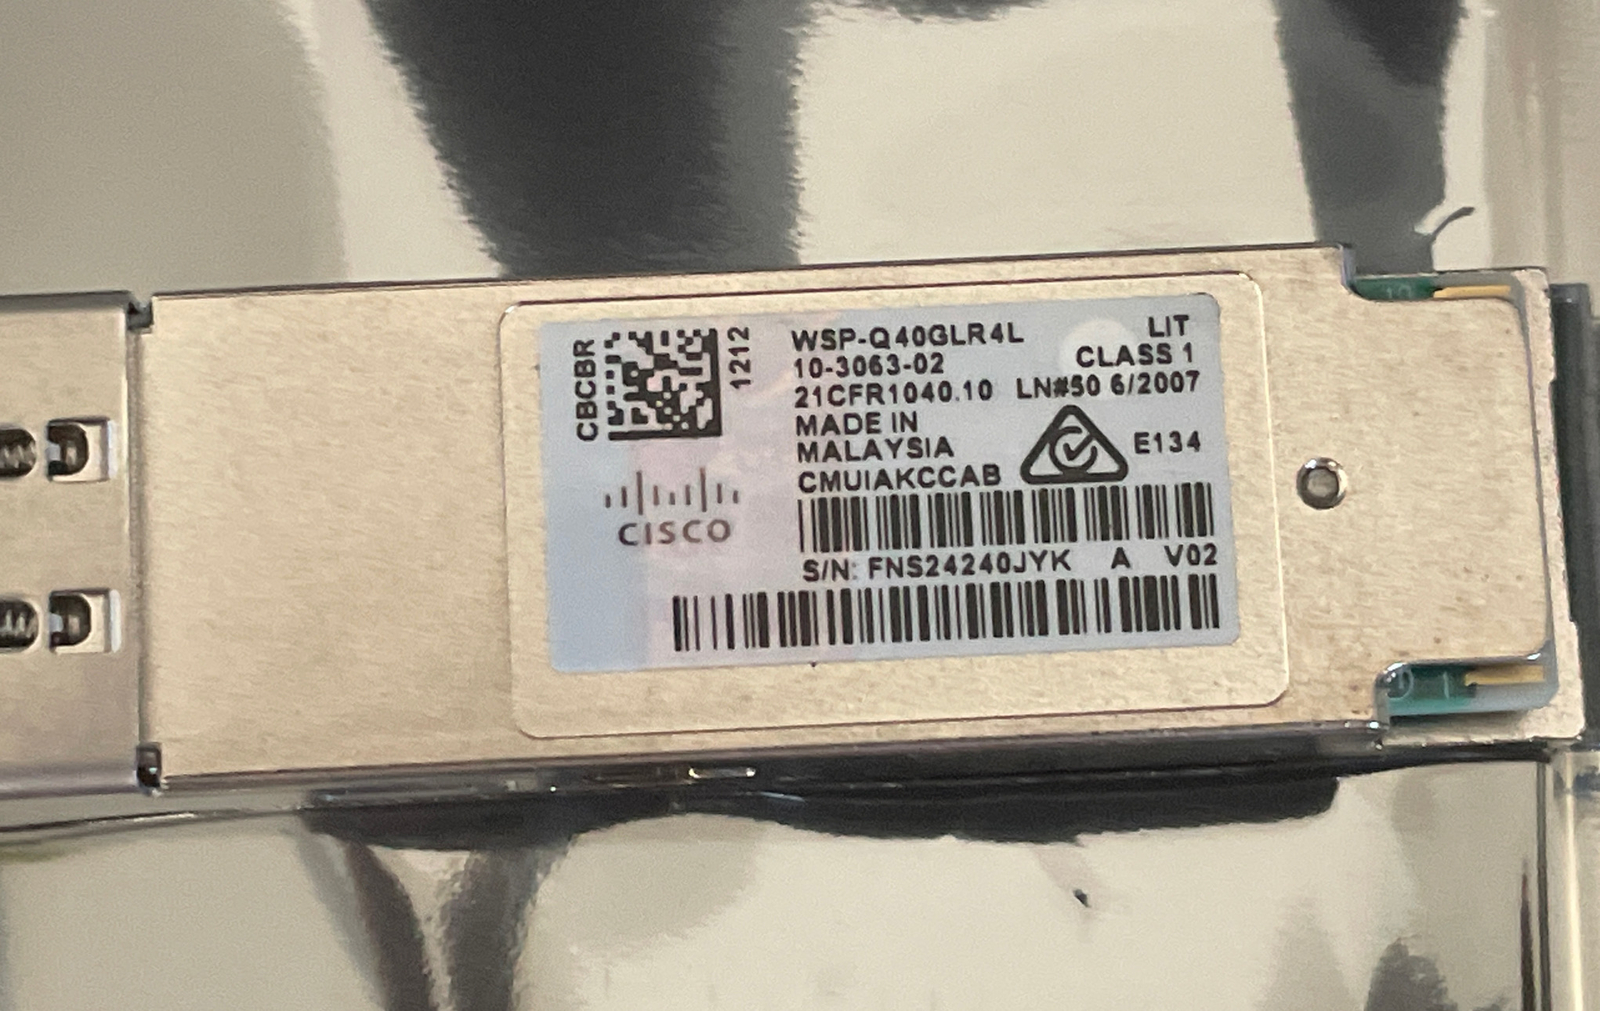 CBCBR
1212
WSP-Q40GLR4L LIT
10-3063-02 CLASS 1
21CFR1040.10 LN#50 6/2007
MADE IN
MALAYSIA E134
CMUIAKCCAB
CISCO
S/N: FNS24240JYK A V02